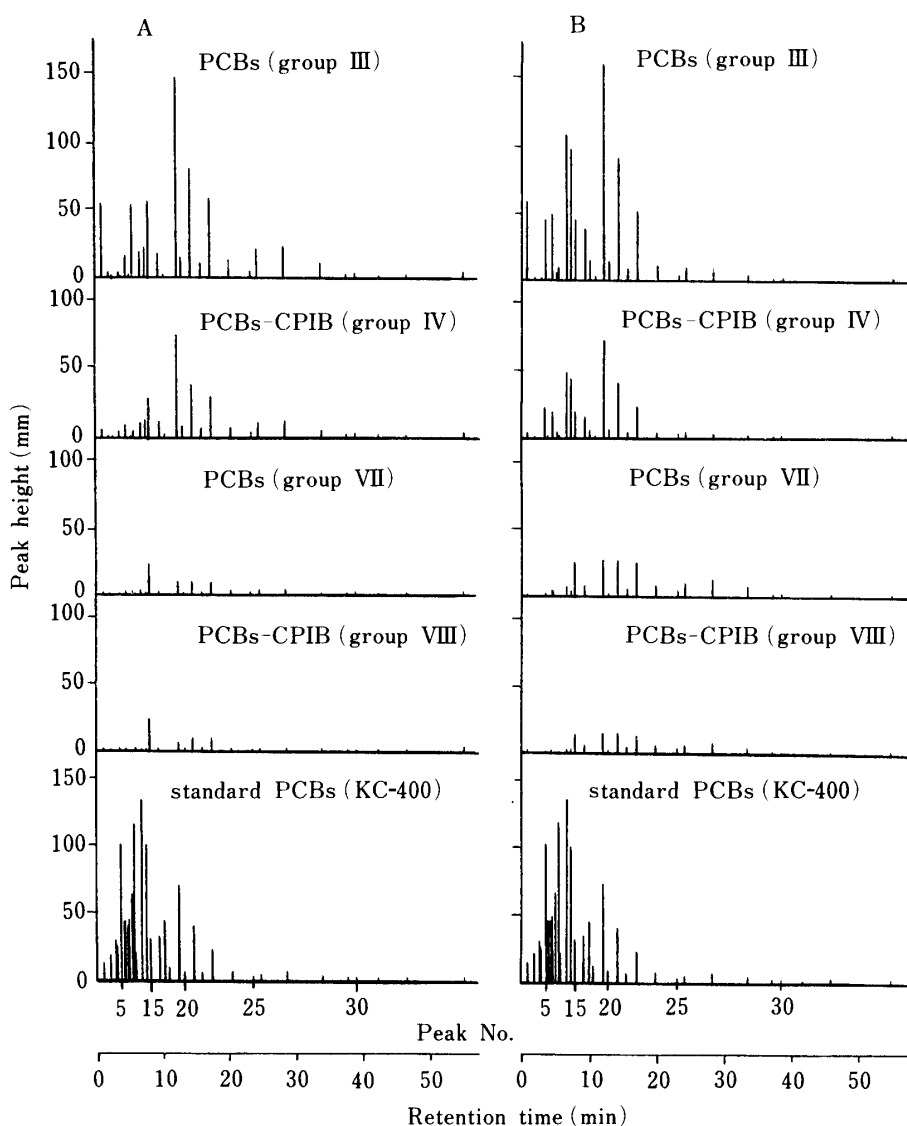 A
PCBs (group III)
150
100
50
0
PCBs-CPIB (group IV)
100
50
0
PCBs (group VII)
100
50
0
PCBs-CPIB (group VIII)
100
50
0
standard PCBs (KC-400)
150
100
50
0
5 15 20 25 30
Peak height (mm)
B
PCBs (group III)
PCBs-CPIB (group IV)
PCBs (group VII)
PCBs-CPIB (group VIII)
standard PCBs (KC-400)
5 15 20 25 30
Peak No.
0 10 20 30 40 50
0 10 20 30 40 50
Retention time (min)